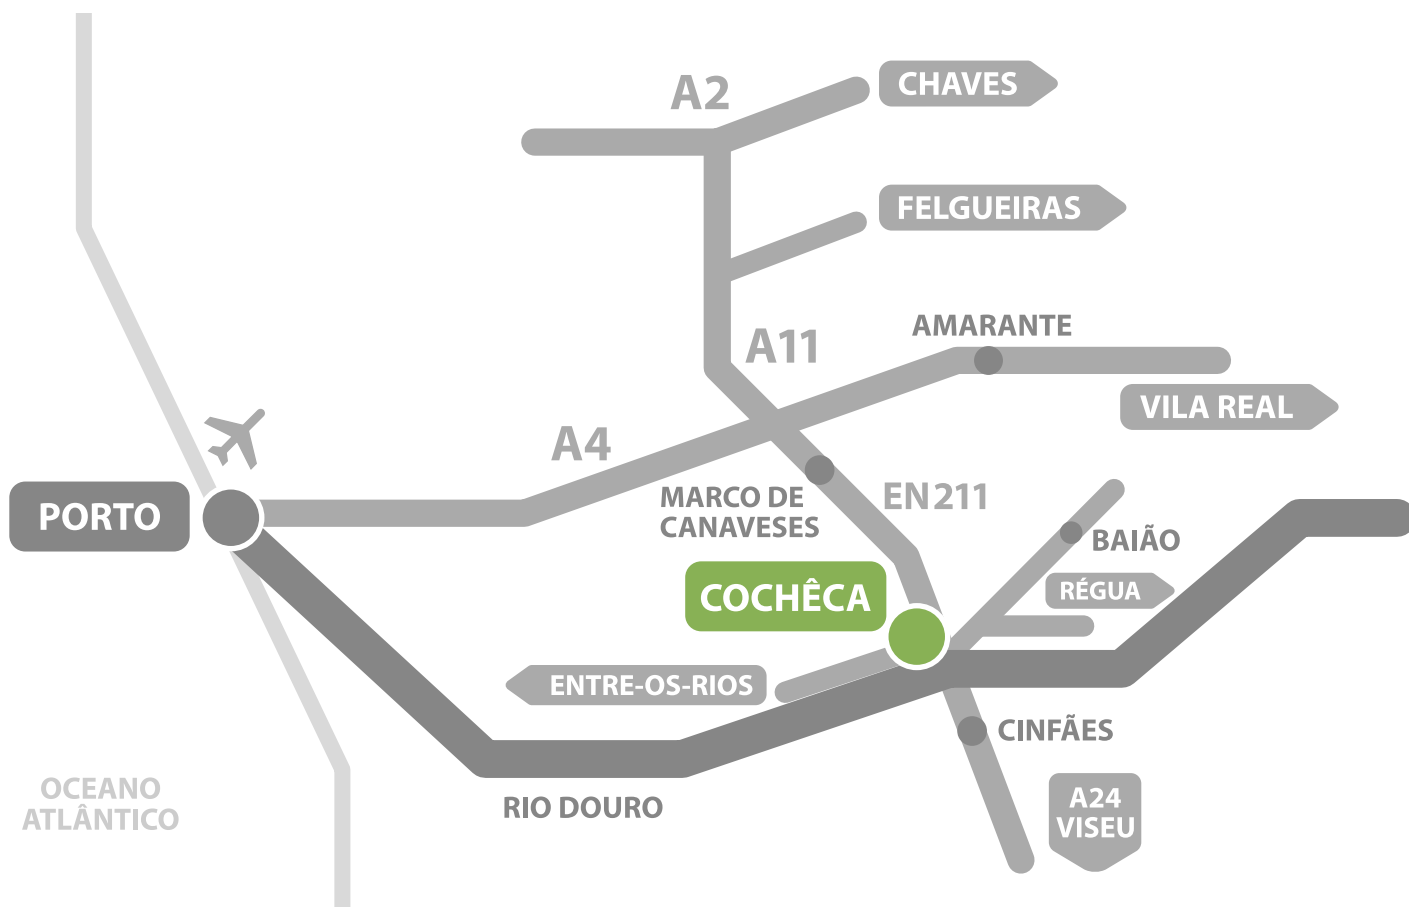 A2
CHAVES
FELGUEIRAS
A11
AMARANTE
VILA REAL
A4
PORTO
MARCO DE
CANAVESES
EN211
BAIÃO
COCHÊCA
RÉGUA
ENTRE-OS-RIOS
CINFÃES
OCEANO
ATLÂNTICO
RIO DOURO
A24
VISEU